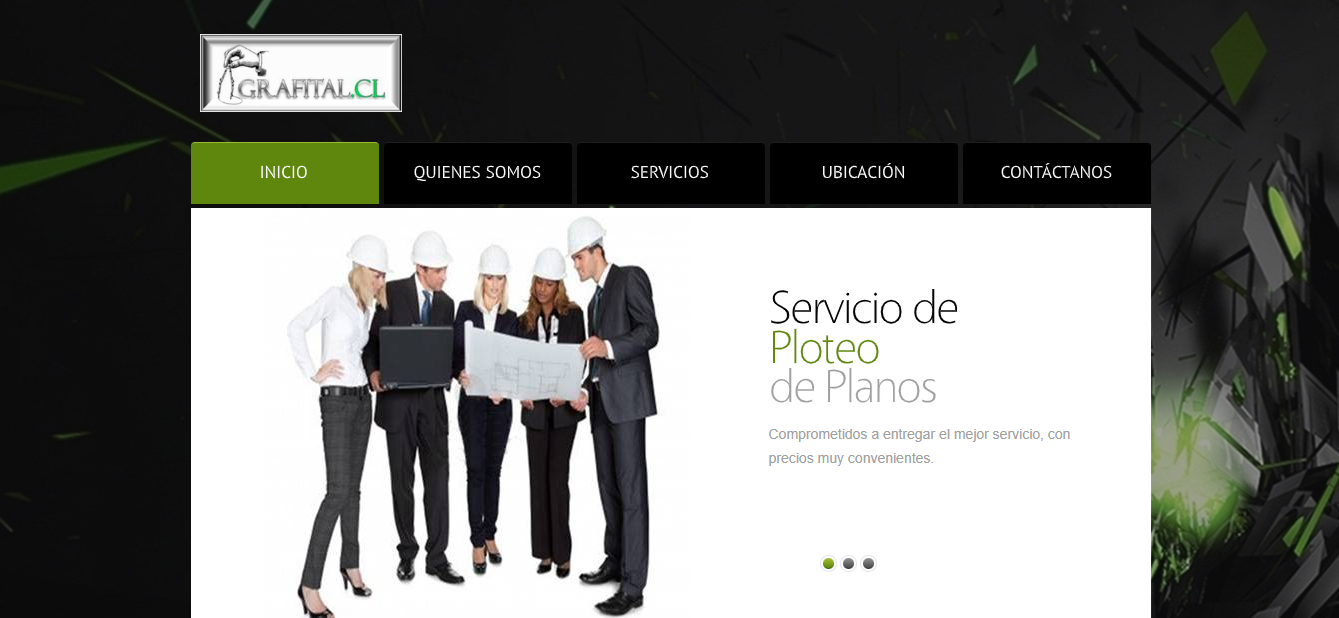 GRAFITAL.CL
INICIO
QUIENES SOMOS
SERVICIOS
UBICACIÓN
CONTÁCTANOS
Servicio de
Ploteo
de Planos
Comprometidos a entregar el mejor servicio, con
precios muy convenientes.